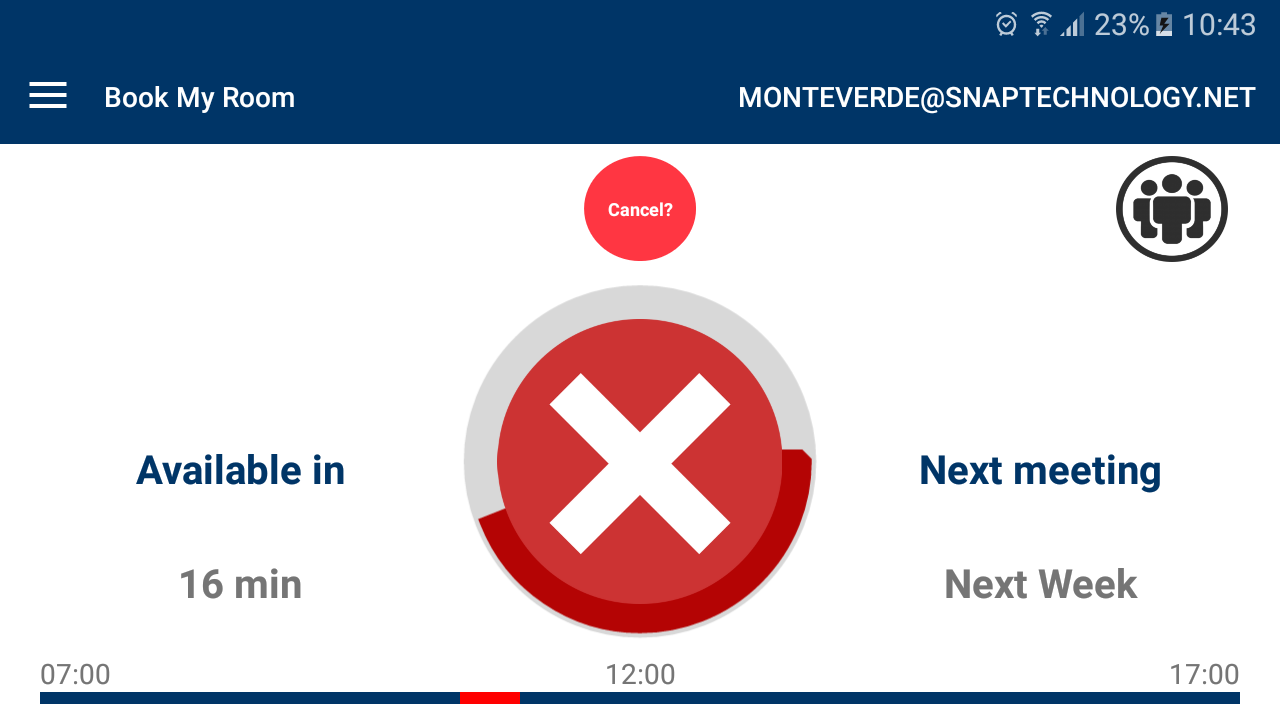 23% 10:43
Book My Room MONTEVERDE@SNAPTECHNOLOGY.NET
Cancel?
Available in Next meeting
16 min Next Week
07:00 12:00 17:00